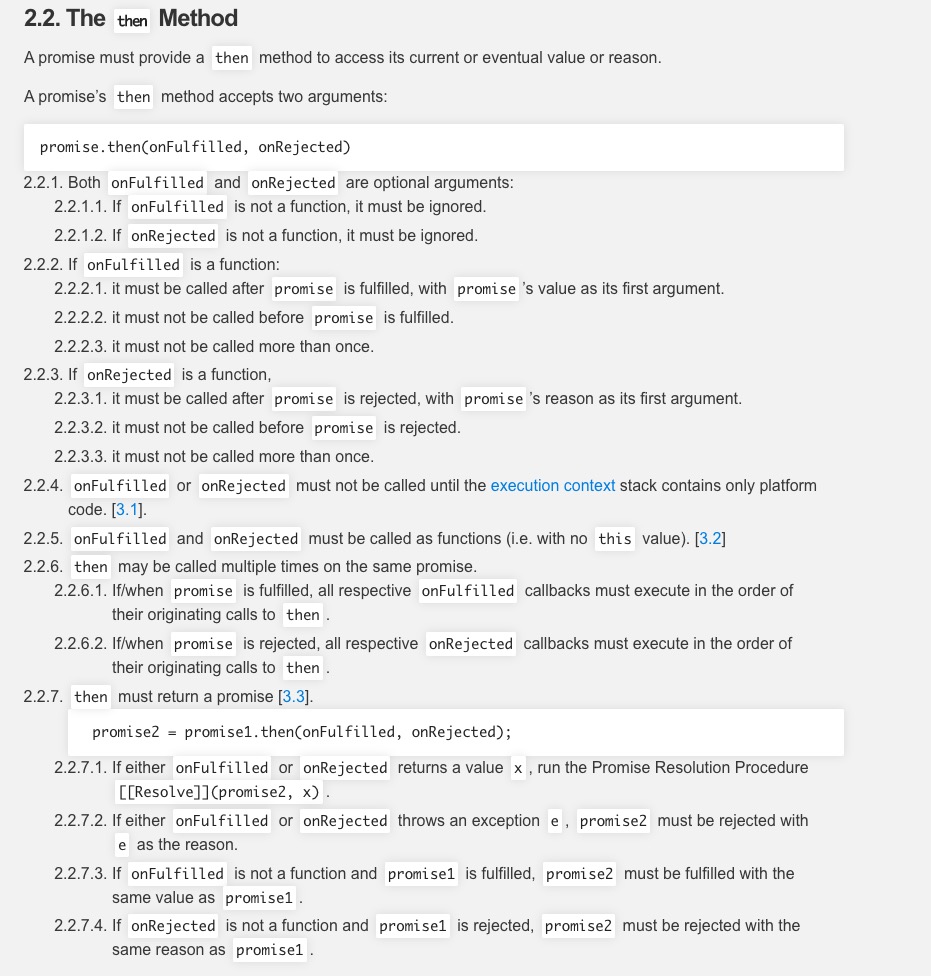 2.2. The then Method
A promise must provide a then method to access its current or eventual value or reason.
A promise’s then method accepts two arguments:
promise.then(onFulfilled, onRejected)
2.2.1. Both onFulfilled and onRejected are optional arguments:
2.2.1.1. If onFulfilled is not a function, it must be ignored.
2.2.1.2. If onRejected is not a function, it must be ignored.
2.2.2. If onFulfilled is a function:
2.2.2.1. it must be called after promise is fulfilled, with promise’s value as its first argument.
2.2.2.2. it must not be called before promise is fulfilled.
2.2.2.3. it must not be called more than once.
2.2.3. If onRejected is a function,
2.2.3.1. it must be called after promise is rejected, with promise’s reason as its first argument.
2.2.3.2. it must not be called before promise is rejected.
2.2.3.3. it must not be called more than once.
2.2.4. onFulfilled or onRejected must not be called until the execution context stack contains only platform
code. [3.1].
2.2.5. onFulfilled and onRejected must be called as functions (i.e. with no this value). [3.2]
2.2.6. then may be called multiple times on the same promise.
2.2.6.1. If/when promise is fulfilled, all respective onFulfilled callbacks must execute in the order of
their originating calls to then.
2.2.6.2. If/when promise is rejected, all respective onRejected callbacks must execute in the order of
their originating calls to then.
2.2.7. then must return a promise [3.3].
promise2 = promise1.then(onFulfilled, onRejected);
2.2.7.1. If either onFulfilled or onRejected returns a value x, run the Promise Resolution Procedure
[[Resolve]](promise2, x).
2.2.7.2. If either onFulfilled or onRejected throws an exception e, promise2 must be rejected with
e as the reason.
2.2.7.3. If onFulfilled is not a function and promise1 is fulfilled, promise2 must be fulfilled with the
same value as promise1.
2.2.7.4. If onRejected is not a function and promise1 is rejected, promise2 must be rejected with the
same reason as promise1.